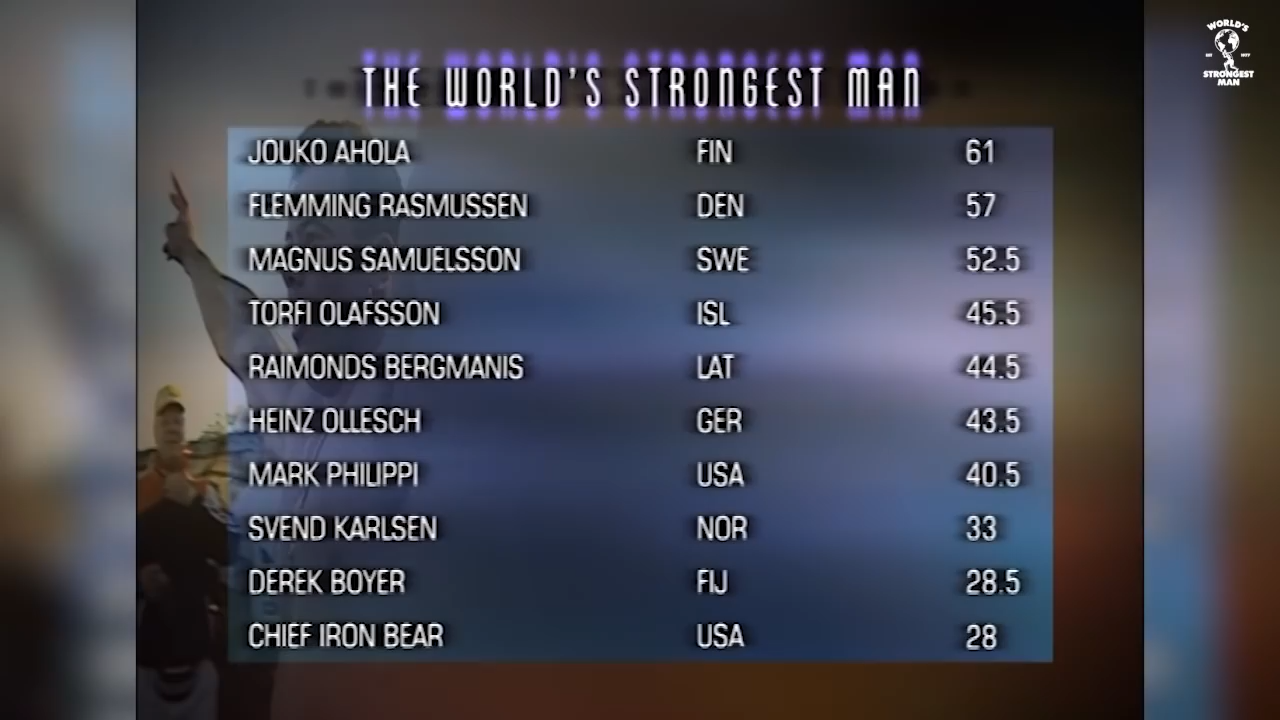 WORLD'S
STRONGEST
MAN
THE WORLD'S STRONGEST MAN
JOUKO AHOLA FIN 61
FLEMMING RASMUSSEN DEN 57
MAGNUS SAMUELSSON SWE 52.5
TORFI OLAFSSON ISL 45.5
RAIMONDS BERGMANIS LAT 44.5
HEINZ OLLESCH GER 43.5
MARK PHILIPPI USA 40.5
SVEND KARLSEN NOR 33
DEREK BOYER FIJ 28.5
CHIEF IRON BEAR USA 28